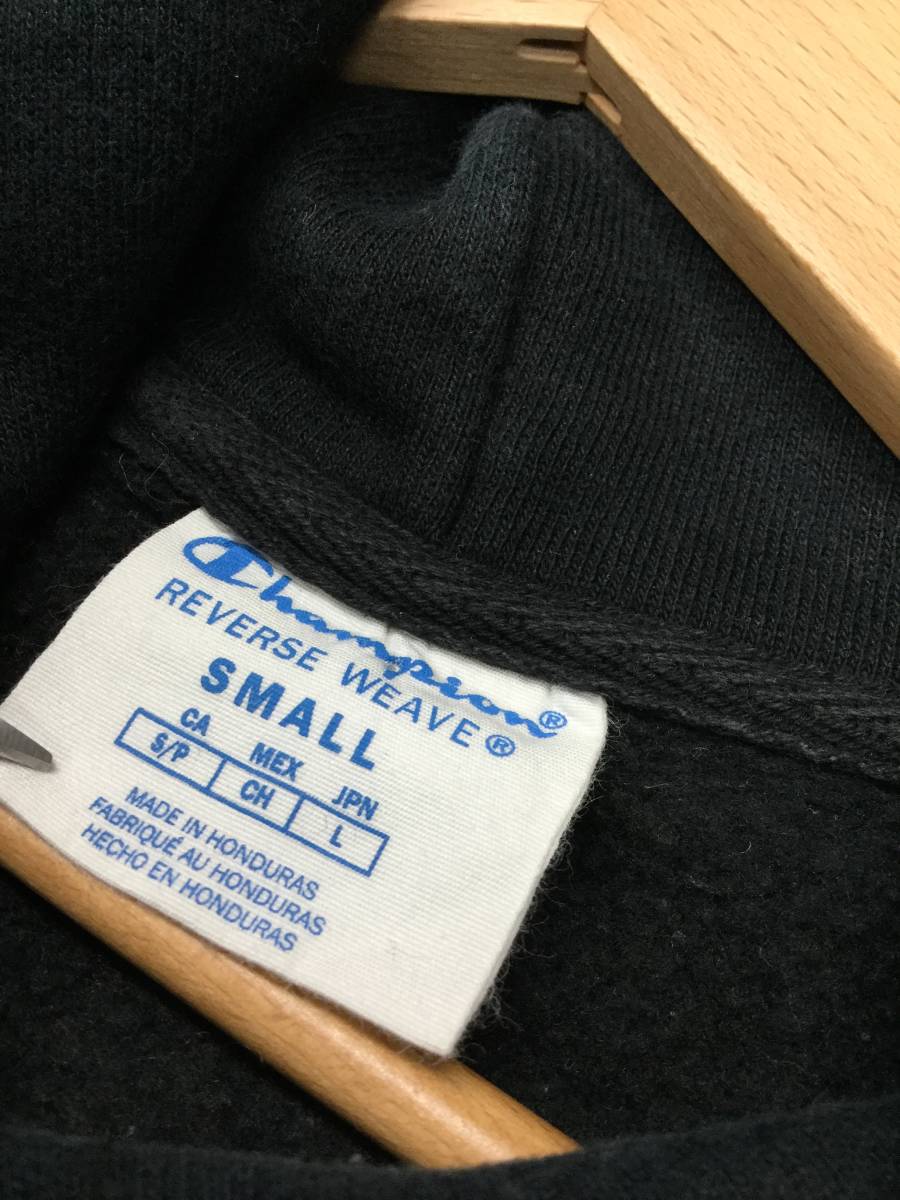 Champion®
REVERSE WEAVE®
SMALL
CA MEX JPN
S/P CH L
MADE IN HONDURAS
FABRIQUÉ AU HONDURAS
HECHO EN HONDURAS